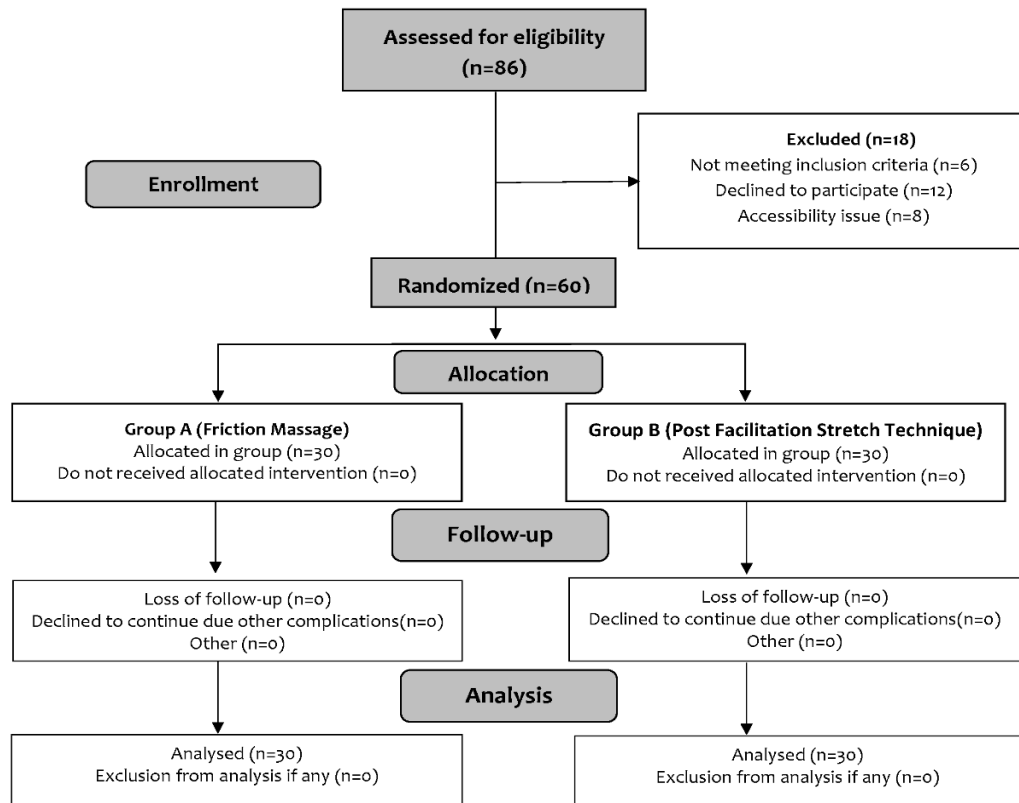 Assessed for eligibility
(n=86)
Excluded (n=18)
Not meeting inclusion criteria (n=6)
Declined to participate (n=12)
Accessibility issue (n=8)
Enrollment
Randomized (n=60)
Allocation
Group A (Friction Massage)
Allocated in group (n=30)
Do not received allocated intervention (n=0)
Group B (Post Facilitation Stretch Technique)
Allocated in group (n=30)
Do not received allocated intervention (n=0)
Follow-up
Loss of follow-up (n=0)
Declined to continue due other complications(n=0)
Other (n=0)
Loss of follow-up (n=0)
Declined to continue due other complications(n=0)
Other (n=0)
Analysis
Analysed (n=30)
Exclusion from analysis if any (n=0)
Analysed (n=30)
Exclusion from analysis if any (n=0)